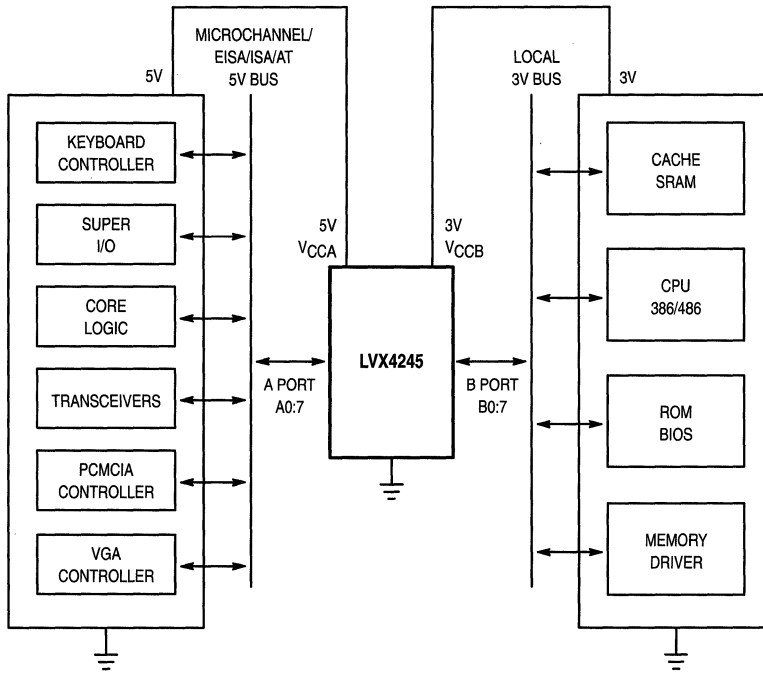 MICROCHANNEL/
EISA/ISA/AT
5V BUS
5V
LOCAL
3V BUS
3V
KEYBOARD
CONTROLLER
SUPER
I/O
CORE
LOGIC
TRANSCEIVERS
PCMCIA
CONTROLLER
VGA
CONTROLLER
5V
VCCA
3V
VCCB
LVX4245
A PORT
A0:7
B PORT
B0:7
CACHE
SRAM
CPU
386/486
ROM
BIOS
MEMORY
DRIVER